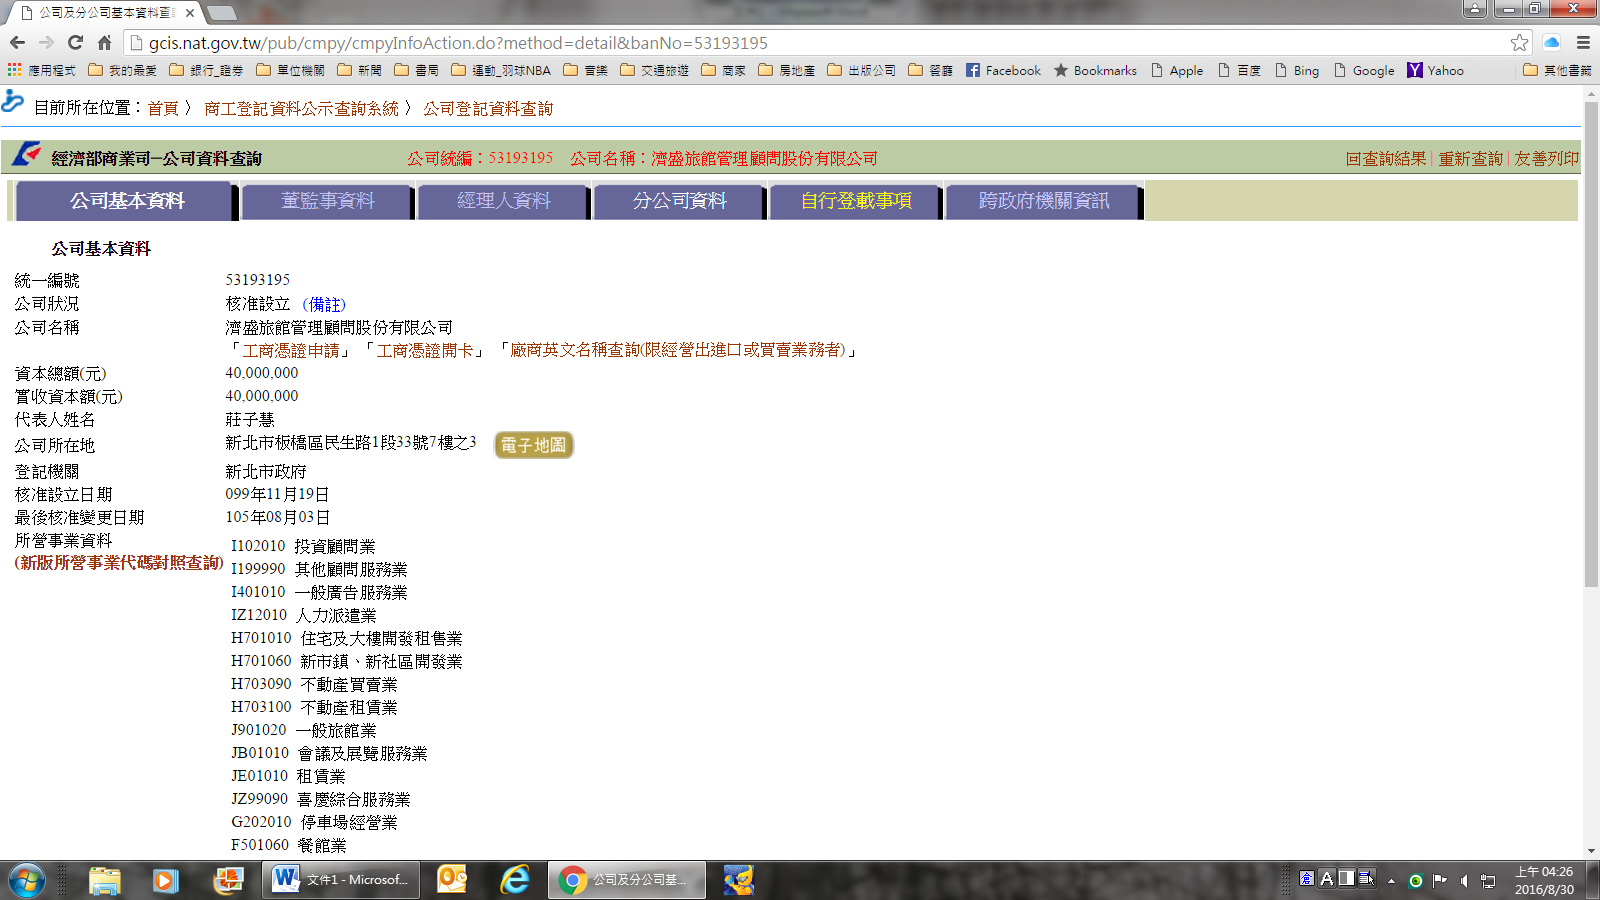 公司及分公司基本資料查
gcis.nat.gov.tw/pub/cmpy/cmpyInfoAction.do?method=detail&banNo=53193195
應用程式 我的最愛 銀行_證券 單位機關 新聞 書局 運動_羽球NBA 音樂 交通旅遊 商家 房地產 出版公司 餐廳 Facebook Bookmarks Apple 百度 Bing Google Yahoo 其他書籤
目前所在位置：首頁 〉 商工登記資料公示查詢系統 〉 公司登記資料查詢
經濟部商業司─公司資料查詢 公司統編：53193195 公司名稱：濟盛旅館管理顧問股份有限公司 回查詢結果 | 重新查詢 | 友善列印
公司基本資料 董監事資料 經理人資料 分公司資料 自行登載事項 跨政府機關資訊
公司基本資料
統一編號 53193195
公司狀況 核准設立 (備註)
公司名稱 濟盛旅館管理顧問股份有限公司
「工商憑證申請」 「工商憑證開卡」 「廠商英文名稱查詢(限經營出進口或買賣業務者)」
資本總額(元) 40,000,000
實收資本額(元) 40,000,000
代表人姓名 莊子慧
公司所在地 新北市板橋區民生路1段33號7樓之3 電子地圖
登記機關 新北市政府
核准設立日期 099年11月19日
最後核准變更日期 105年08月03日
所營事業資料
(新版所營事業代碼對照查詢)
I102010 投資顧問業
I199990 其他顧問服務業
I401010 一般廣告服務業
IZ12010 人力派遣業
H701010 住宅及大樓開發租售業
H701060 新市鎮、新社區開發業
H703090 不動產買賣業
H703100 不動產租賃業
J901020 一般旅館業
JB01010 會議及展覽服務業
JE01010 租賃業
JZ99090 喜慶綜合服務業
G202010 停車場經營業
F501060 餐館業
文件1 - Microsof... 公司及分公司基... 上午 04:26
2016/8/30